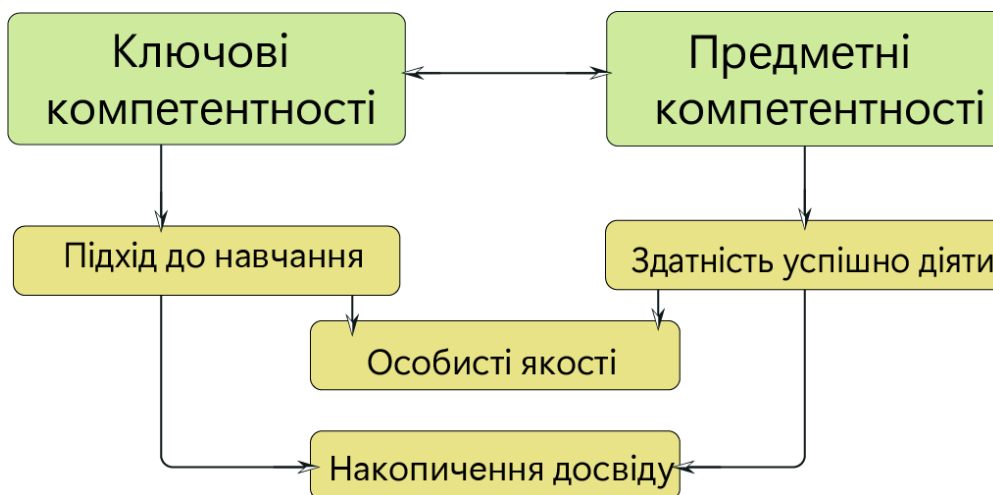 Ключові
компетентності
Предметні
компетентності
Підхід до навчання
Здатність успішно діяти
Особисті якості
Накопичення досвіду